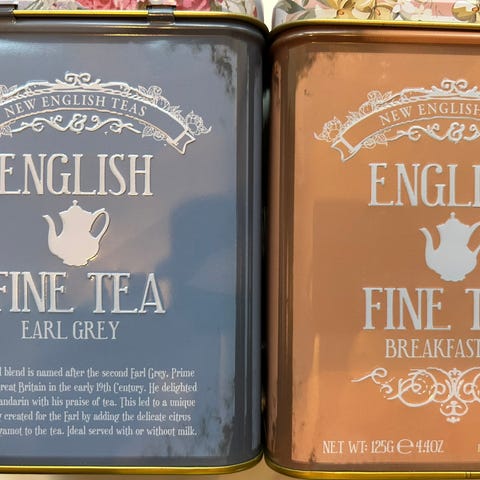 NEW ENGLISH TEAS
&
ENGLISH
FINE TEA
EARL GREY
blend is named after the second Earl Grey, Prime
reat Britain in the early 19th Century. He delighted
andarin with his praise of tea. This led to a unique
created for the Earl by adding the delicate citrus
gamot to the tea. Ideal served with or without milk.
NEW ENGLISH
&
ENGLI
FINE T
BREAKFAST
NET WT: 125G e 4.4OZ